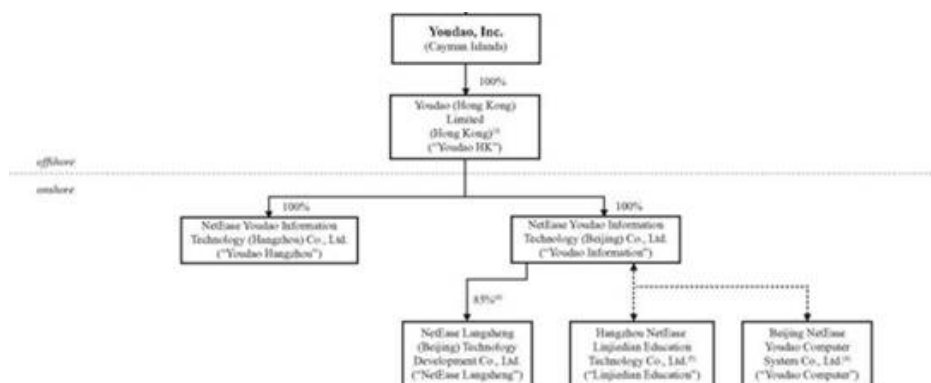 Youdao, Inc.
(Cayman Islands)
100%
Youdao (Hong Kong)
Limited
(Hong Kong)
("Youdao HK")
offshore
onshore
100%
100%
NetEase Youdao Information
Technology (Hangzhou) Co., Ltd.
("Youdao Hangzhou")
NetEase Youdao Information
Technology (Beijing) Co., Ltd.
("Youdao Information")
85%
NetEase Langsheng
(Beijing) Technology
Development Co., Ltd.
("NetEase Langsheng")
Hangzhou NetEase
Linjiedian Education
Technology Co., Ltd.
("Linjiedian Education")
Beijing NetEase
Youdao Computer
System Co., Ltd.
("Youdao Computer")